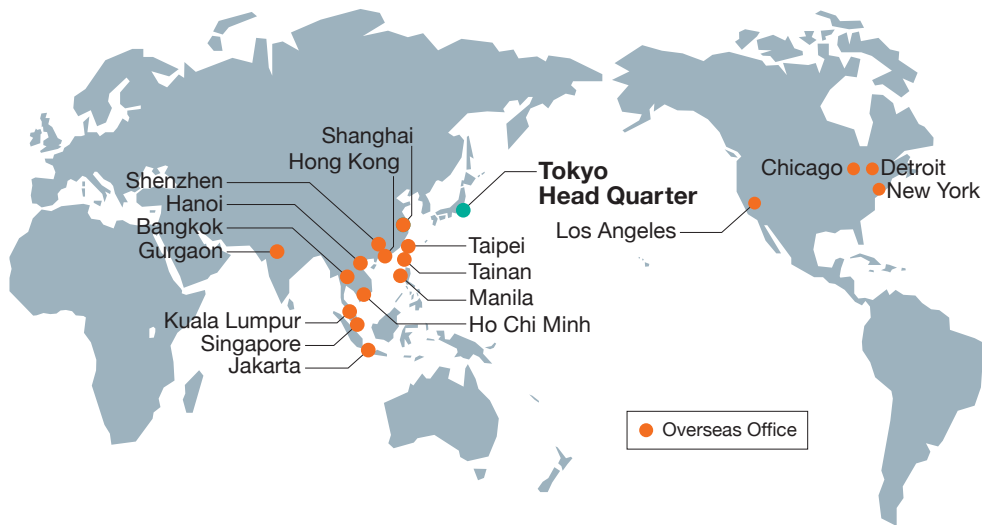 Shanghai
Hong Kong
Shenzhen
Hanoi
Bangkok
Gurgaon
Kuala Lumpur
Singapore
Jakarta
Tokyo
Head Quarter
Taipei
Tainan
Manila
Ho Chi Minh
Chicago
Detroit
New York
Los Angeles
Overseas Office